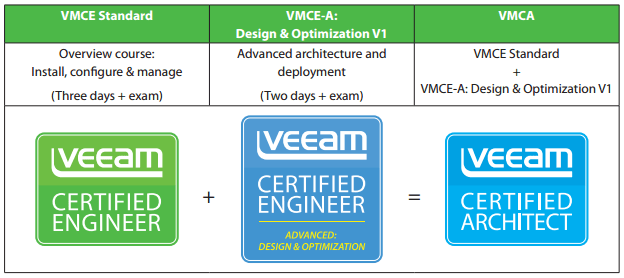 VMCE Standard
VMCE-A:
Design & Optimization V1
VMCA
Overview course:
Install, configure & manage
(Three days + exam)
Advanced architecture and
deployment
(Two days + exam)
VMCE Standard
+
VMCE-A: Design & Optimization V1
veeam
CERTIFIED
ENGINEER
+
veeam
CERTIFIED
ENGINEER
ADVANCED:
DESIGN & OPTIMIZATION
=
veeam
CERTIFIED
ARCHITECT